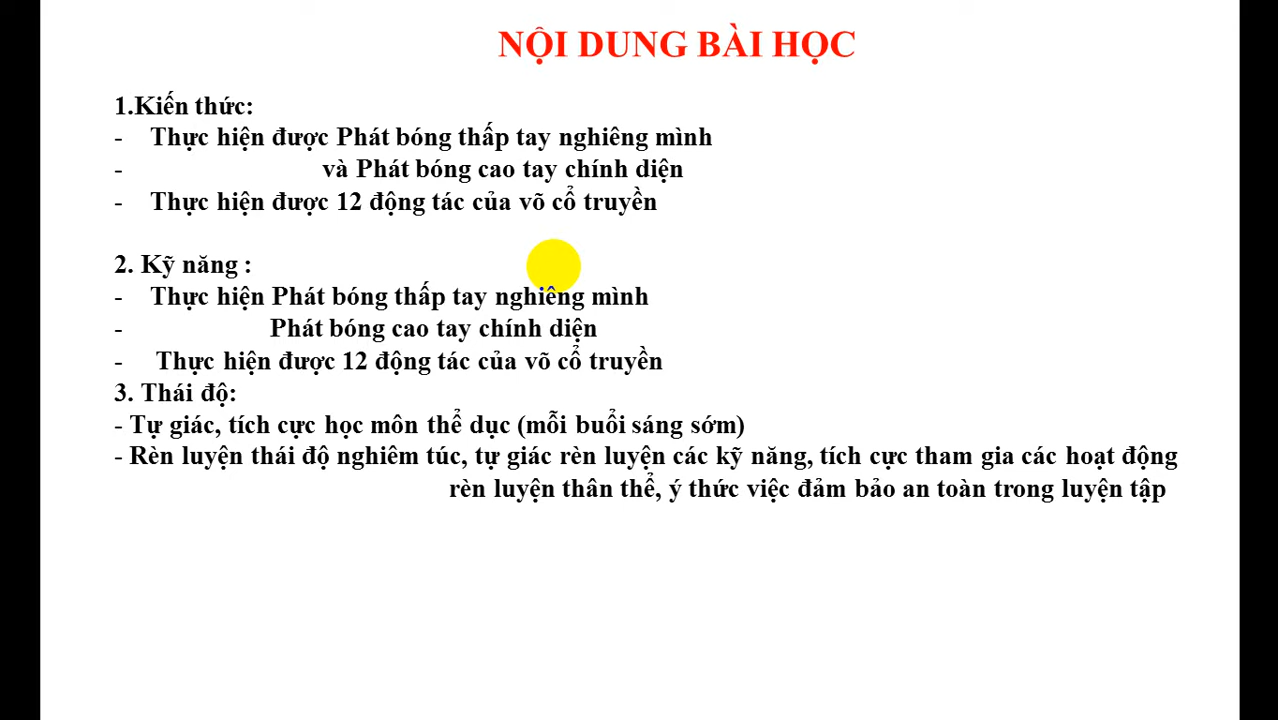 NỘI DUNG BÀI HỌC
1.Kiến thức:
- Thực hiện được Phát bóng thấp tay nghiêng mình
- và Phát bóng cao tay chính diện
- Thực hiện được 12 động tác của võ cổ truyền
2. Kỹ năng :
- Thực hiện Phát bóng thấp tay nghiêng mình
- Phát bóng cao tay chính diện
- Thực hiện được 12 động tác của võ cổ truyền
3. Thái độ:
- Tự giác, tích cực học môn thể dục (mỗi buổi sáng sớm)
- Rèn luyện thái độ nghiêm túc, tự giác rèn luyện các kỹ năng, tích cực tham gia các hoạt động
rèn luyện thân thể, ý thức việc đảm bảo an toàn trong luyện tập